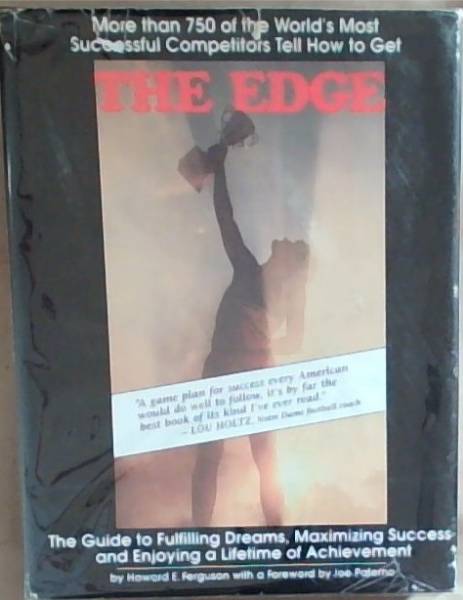 More than 750 of the World's Most
Successful Competitors Tell How to Get
THE EDGE
"A game plan for success every American
would do well to follow, it's by far the
best book of its kind I've ever read."
- LOU HOLTZ, Notre Dame football coach
The Guide to Fulfilling Dreams, Maximizing Success
and Enjoying a Lifetime of Achievement
by Howard E. Ferguson with a Foreword by Joe Paterno